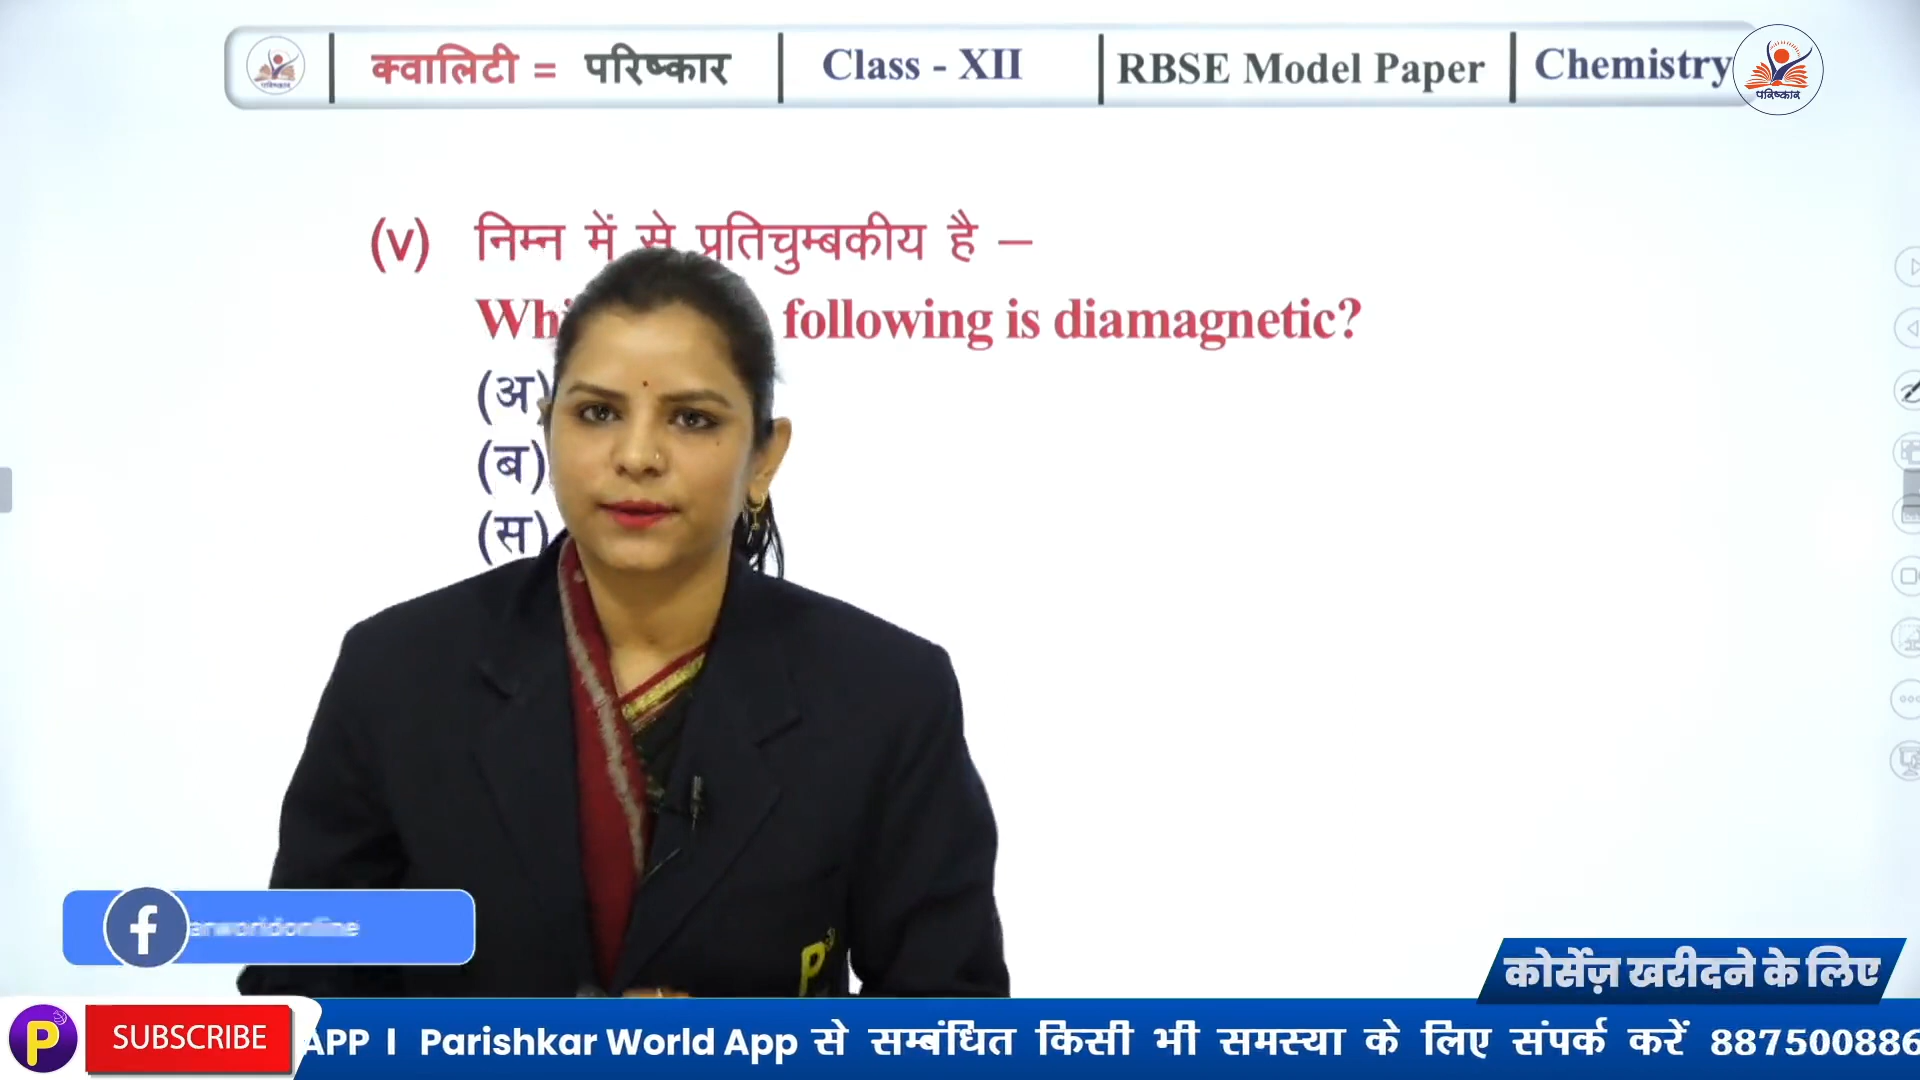 क्वालिटी = परिष्कार
Class - XII
RBSE Model Paper
Chemistry
परिष्कार
(v) निम्न में से प्रतिचुम्बकीय है –
following is diamagnetic?
(अ)
(ब)
(स)
कोर्सेज़ खरीदने के लिए
P
SUBSCRIBE
APP I Parishkar World App से सम्बंधित किसी भी समस्या के लिए संपर्क करें 887500886